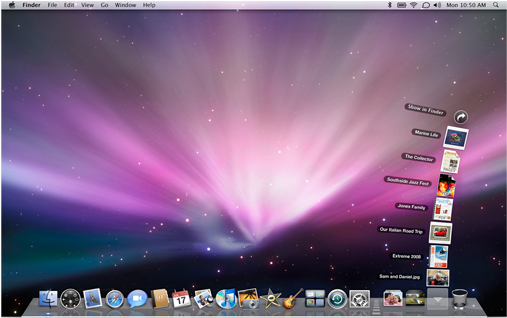 Finder File Edit View Go Window Help Mon 10:50 AM
Show in Finder
Marine Life
The Collector
Southside Jazz Fest
Jones Family
Our Italian Road Trip
Extreme 2008
Sam and Daniel.jpg
17